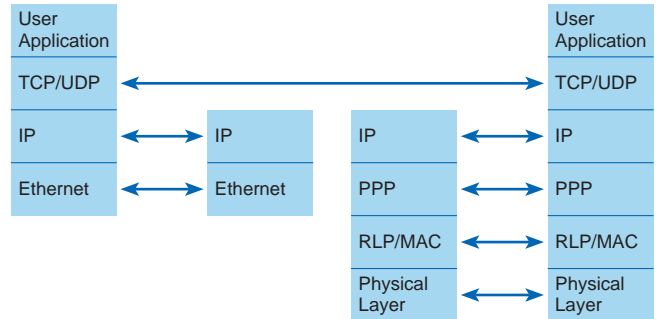 User
Application
User
Application
TCP/UDP
TCP/UDP
IP
IP
IP
IP
Ethernet
Ethernet
PPP
PPP
RLP/MAC
RLP/MAC
Physical
Layer
Physical
Layer